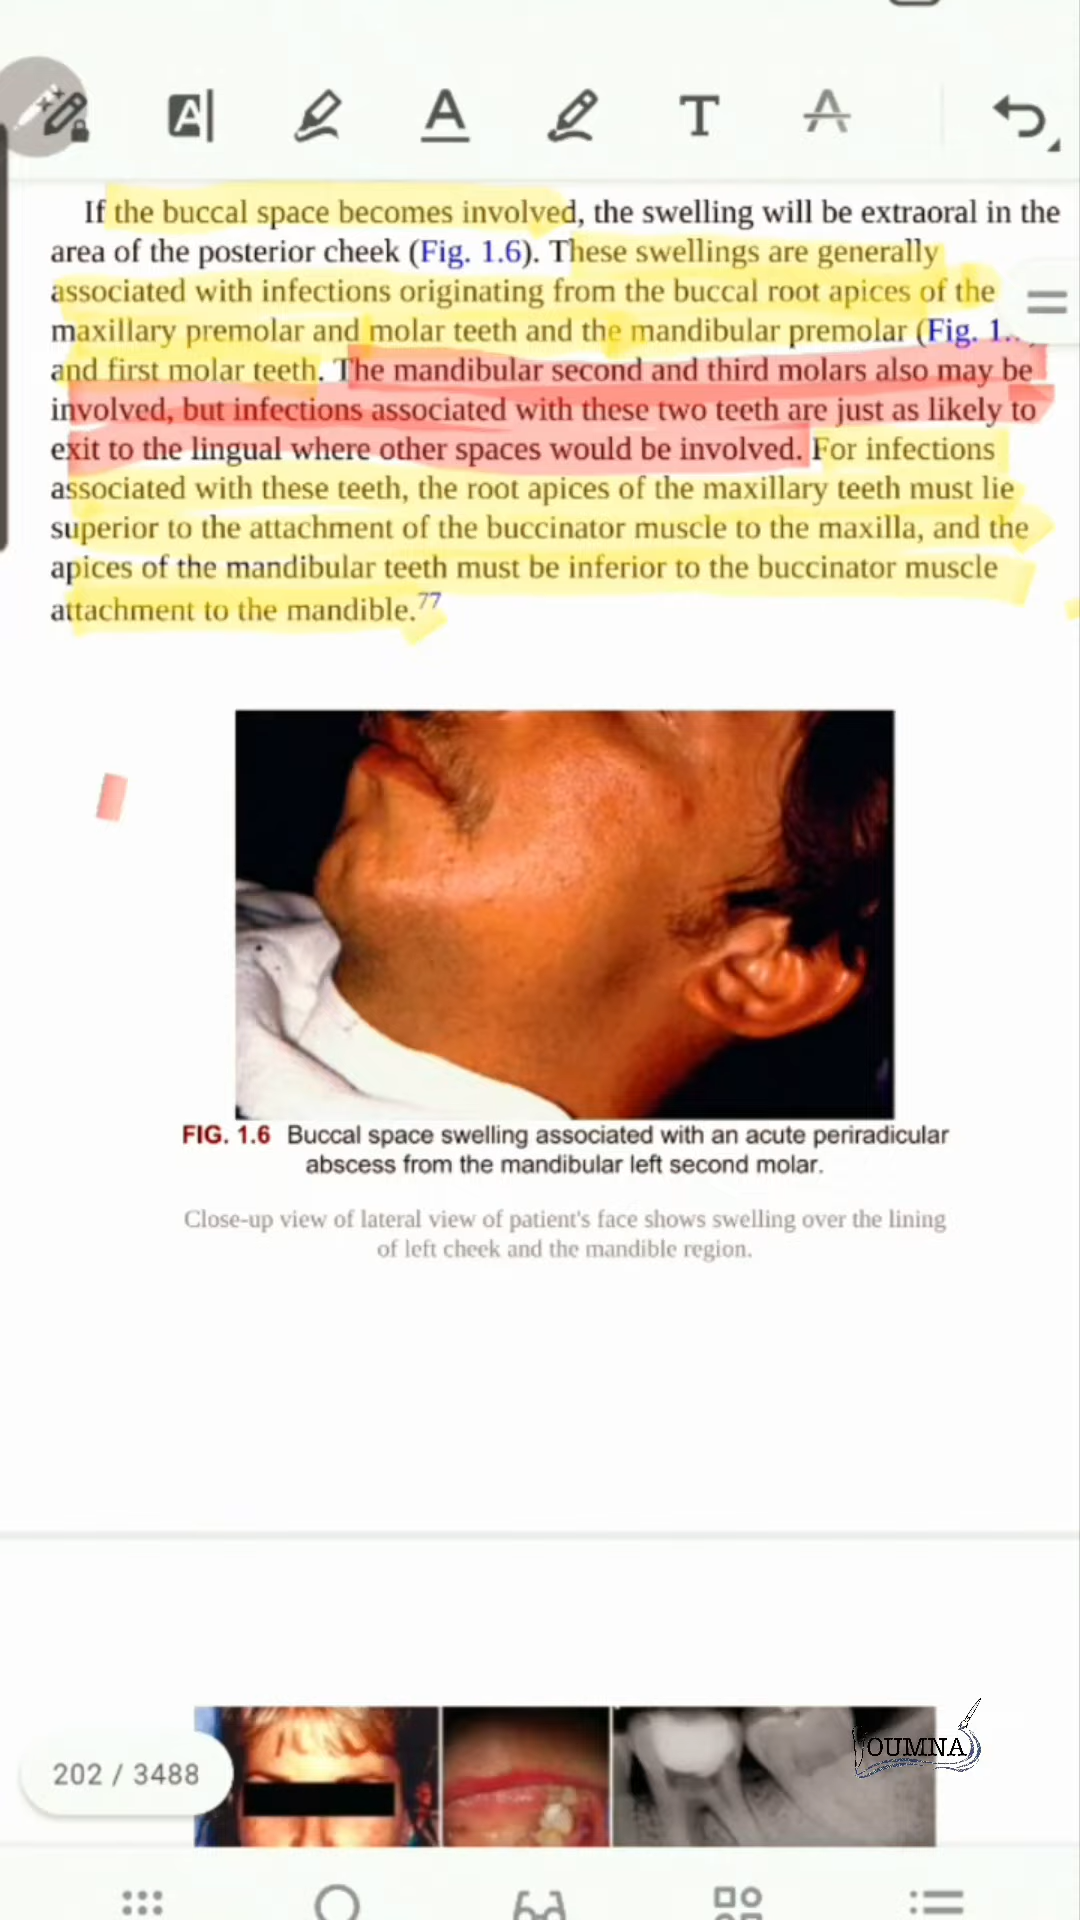 If the buccal space becomes involved, the swelling will be extraoral in the
area of the posterior cheek (Fig. 1.6). These swellings are generally
associated with infections originating from the buccal root apices of the
maxillary premolar and molar teeth and the mandibular premolar (Fig. 1..
and first molar teeth. The mandibular second and third molars also may be
involved, but infections associated with these two teeth are just as likely to
exit to the lingual where other spaces would be involved. For infections
associated with these teeth, the root apices of the maxillary teeth must lie
superior to the attachment of the buccinator muscle to the maxilla, and the
apices of the mandibular teeth must be inferior to the buccinator muscle
attachment to the mandible.77
FIG. 1.6 Buccal space swelling associated with an acute periradicular
abscess from the mandibular left second molar.
Close-up view of lateral view of patient's face shows swelling over the lining
of left cheek and the mandible region.
202 / 3488
OUMNA